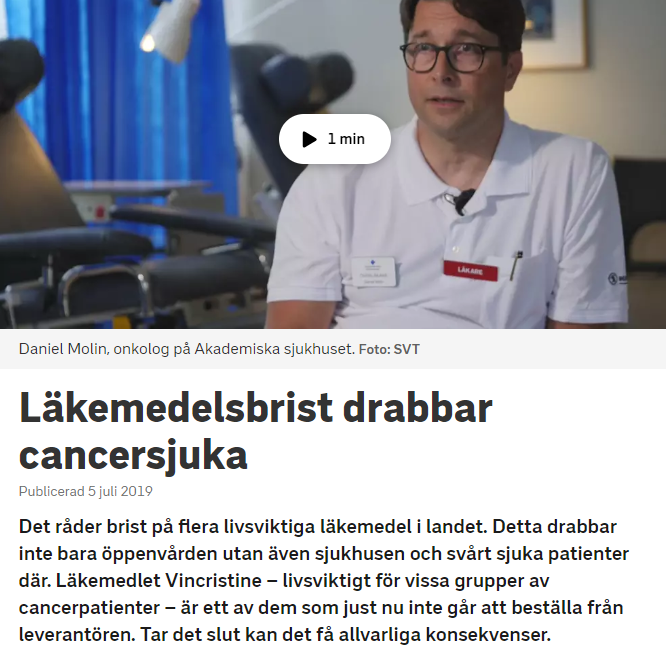 1 min
LÄKARE
Daniel Molin, onkolog på Akademiska sjukhuset. Foto: SVT
Läkemedelsbrist drabbar
cancersjuka
Publicerad 5 juli 2019
Det råder brist på flera livsviktiga läkemedel i landet. Detta drabbar
inte bara öppenvården utan även sjukhusen och svårt sjuka patienter
där. Läkemedlet Vincristine – livsviktigt för vissa grupper av
cancerpatienter – är ett av dem som just nu inte går att beställa från
leverantören. Tar det slut kan det få allvarliga konsekvenser.